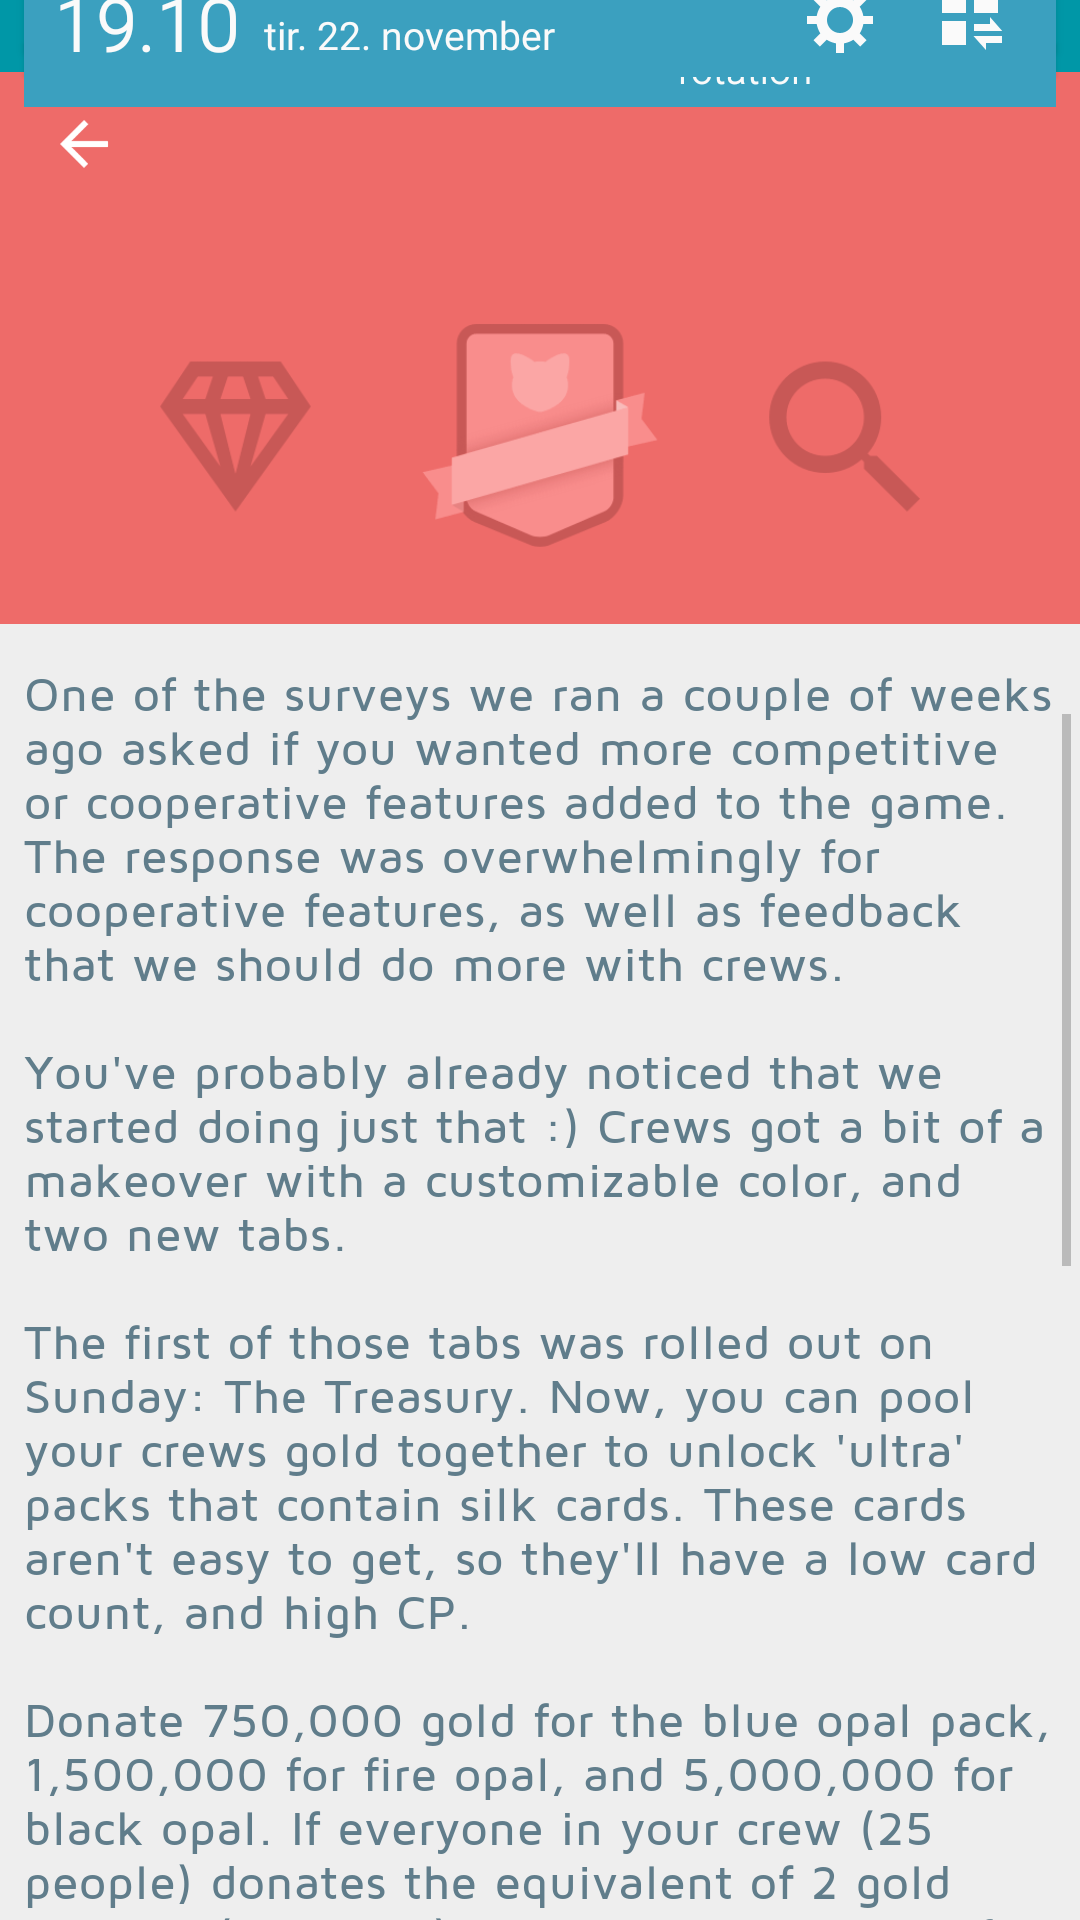 19.10 tir. 22. november
rotation
One of the surveys we ran a couple of weeks
ago asked if you wanted more competitive
or cooperative features added to the game.
The response was overwhelmingly for
cooperative features, as well as feedback
that we should do more with crews.
You've probably already noticed that we
started doing just that :) Crews got a bit of a
makeover with a customizable color, and
two new tabs.
The first of those tabs was rolled out on
Sunday: The Treasury. Now, you can pool
your crews gold together to unlock 'ultra'
packs that contain silk cards. These cards
aren't easy to get, so they'll have a low card
count, and high CP.
Donate 750,000 gold for the blue opal pack,
1,500,000 for fire opal, and 5,000,000 for
black opal. If everyone in your crew (25
people) donates the equivalent of 2 gold